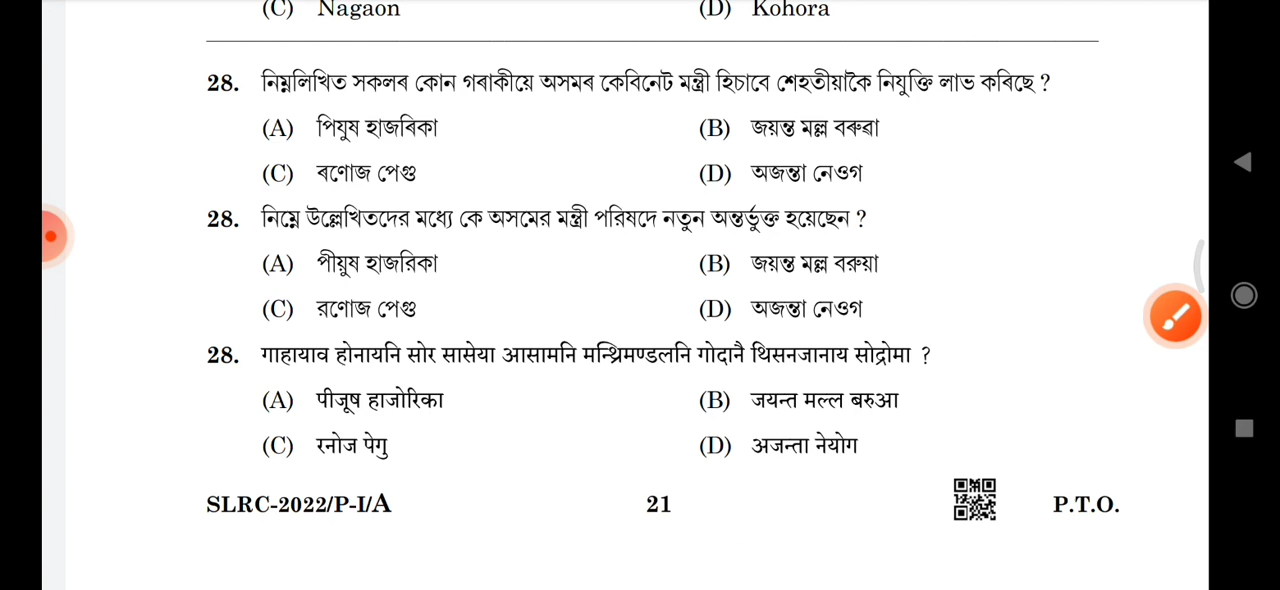 (C) Nagaon (D) Kohora
28. নিম্নলিখিত সকলৰ কোন গৰাকীয়ে অসমৰ কেবিনেট মন্ত্ৰী হিচাবে শেহতীয়াকৈ নিযুক্তি লাভ কৰিছে ?
(A) পিযুষ হাজৰিকা (B) জয়ন্ত মল্ল বৰুৱা
(C) ৰণোজ পেগু (D) অজন্তা নেওগ
28. নিম্নে উল্লেখিতদের মধ্যে কে অসমের মন্ত্রী পরিষদে নতুন অন্তর্ভুক্ত হয়েছেন ?
(A) পীয়ুষ হাজরিকা (B) জয়ন্ত মল্ল বরুয়া
(C) রণোজ পেগু (D) অজন্তা নেওগ
28. गाहायाव होनायनि सोर सासेया आसामनि मन्थ्रिमण्डलनि गोदानै थिसनजानाय सोद्रोमा ?
(A) पीजूष हाजोरिका (B) जयन्त मल्ल बरुआ
(C) रनोज पेगु (D) अजन्ता नेयोग
SLRC-2022/P-I/A 21 P.T.O.